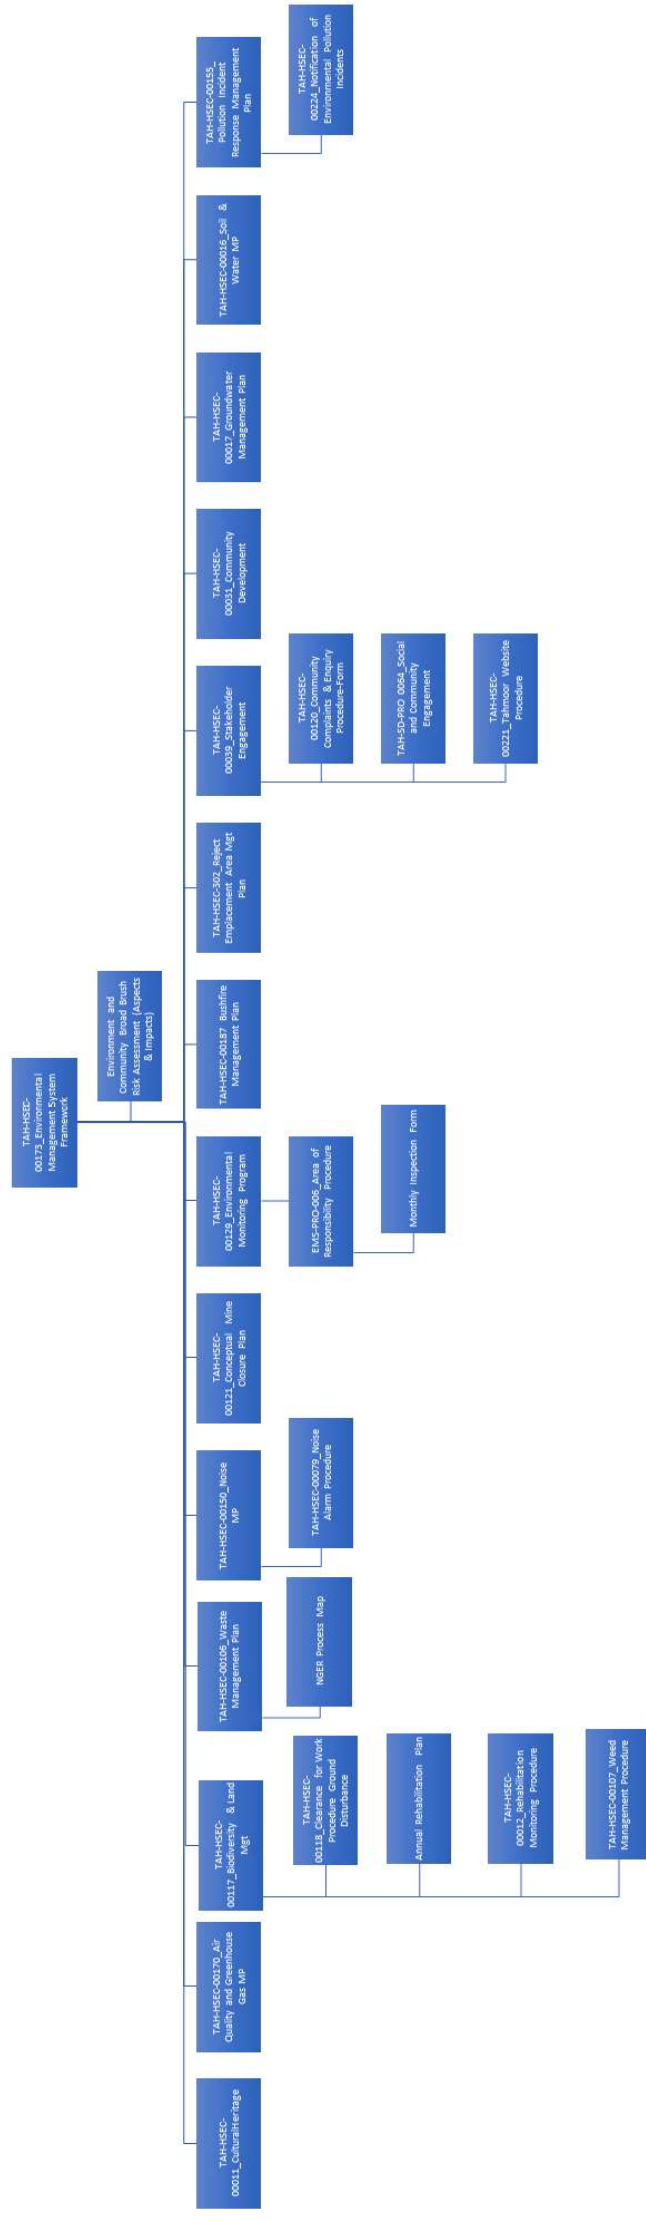 TAH-HSEC-
00173_Environmental
Management System
Framework
Environment and
Community Broad Brush
Risk Assessment (Aspects
& Impacts)
TAH-HSEC-
00011_CulturalHeritage
TAH-HSEC-00170_Air
Quality and Greenhouse
Gas MP
TAH-HSEC-
00117_Biodiversity & Land
Mgt
TAH-HSEC-
00118_Clearance for Work
Procedure Ground
Disturbance
Annual Rehabilitation Plan
TAH-HSEC-
00012_Rehabilitation
Monitoring Procedure
TAH-HSEC-00107_Weed
Management Procedure
TAH-HSEC-00106_Waste
Management Plan
NGER Process Map
TAH-HSEC-00150_Noise
MP
TAH-HSEC-00079_Noise
Alarm Procedure
TAH-HSEC-
00121_Conceptual Mine
Closure Plan
TAH-HSEC-
00129_Environmental
Monitoring Program
EMS-PRO-006_Area of
Responsibility Procedure
Monthly Inspection Form
TAH-HSEC-00187 Bushfire
Management Plan
TAH-HSEC-302_Reject
Emplacement Area Mgt
Plan
TAH-HSEC-
00039_Stakeholder
Engagement
TAH-HSEC-
00120_Community
Complaints & Enquiry
Procedure-Form
TAH-SD-PRO 0064_Social
and Community
Engagement
TAH-HSEC-
00221_Tahmoor Website
Procedure
TAH-HSEC-
00031_Community
Development
TAH-HSEC-
00017_Groundwater
Management Plan
TAH-HSEC-00016_Soil &
Water MP
TAH-HSEC-00155_
Pollution Incident
Response Management
Plan
TAH-HSEC-
00224_Notification of
Environmental Pollution
Incidents